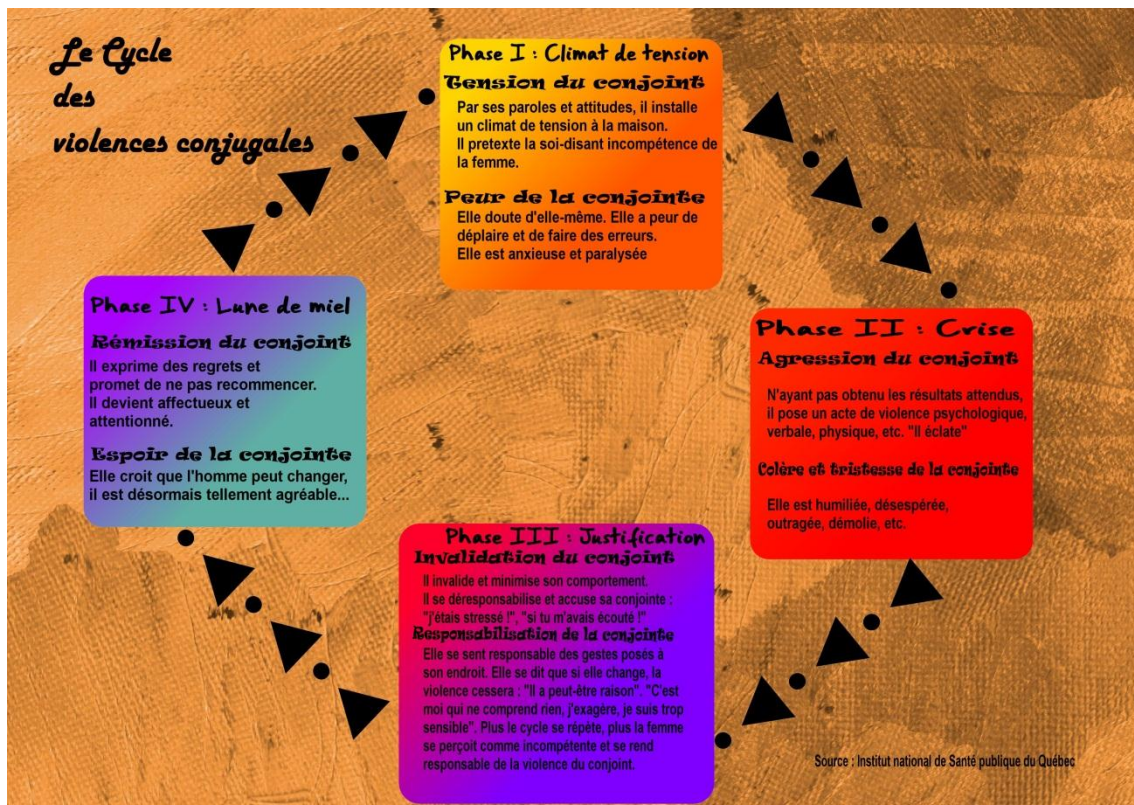 Le Cycle
des
violences conjugales
Phase I : Climat de tension
Tension du conjoint
Par ses paroles et attitudes, il installe
un climat de tension à la maison.
Il pretexte la soi-disant incompétence de
la femme.
Peur de la conjointe
Elle doute d'elle-même. Elle a peur de
déplaire et de faire des erreurs.
Elle est anxieuse et paralysée
Phase II : Crise
Agression du conjoint
N'ayant pas obtenu les résultats attendus,
il pose un acte de violence psychologique,
verbale, physique, etc. "Il éclate"
Colère et tristesse de la conjointe
Elle est humiliée, désespérée,
outragée, démolie, etc.
Phase III : Justification
Invalidation du conjoint
Il invalide et minimise son comportement.
Il se déresponsabilise et accuse sa conjointe :
"j'étais stressé !", "si tu m'avais écouté !"
Responsabilisation de la conjointe
Elle se sent responsable des gestes posés à
son endroit. Elle se dit que si elle change, la
violence cessera : "Il a peut-être raison". "C'est
moi qui ne comprend rien, j'exagère, je suis trop
sensible". Plus le cycle se répéte, plus la femme
se perçoit comme incompétente et se rend
responsable de la violence du conjoint.
Phase IV : Lune de miel
Rémission du conjoint
Il exprime des regrets et
promet de ne pas recommencer.
Il devient affectueux et
attentionné.
Espoir de la conjointe
Elle croit que l'homme peut changer,
il est désormais tellement agréable...
Source : Institut national de Santé publique du Québec